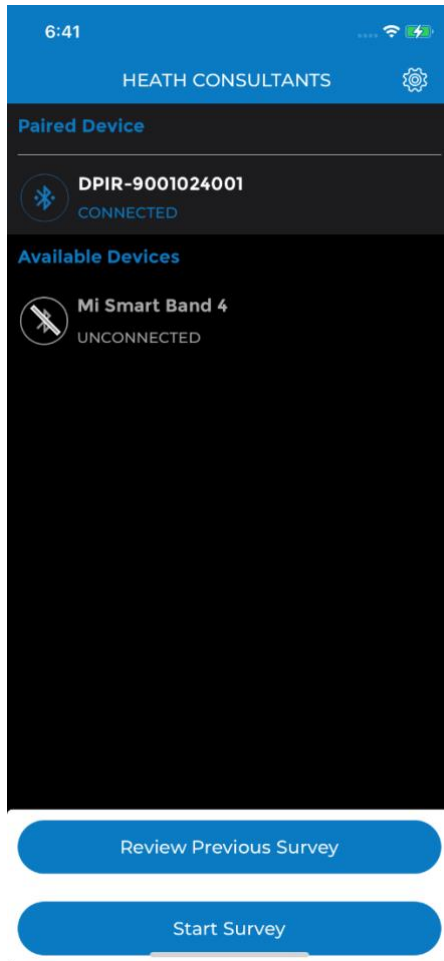 6:41
HEATH CONSULTANTS
Paired Device
DPIR-9001024001
CONNECTED
Available Devices
Mi Smart Band 4
UNCONNECTED
Review Previous Survey
Start Survey